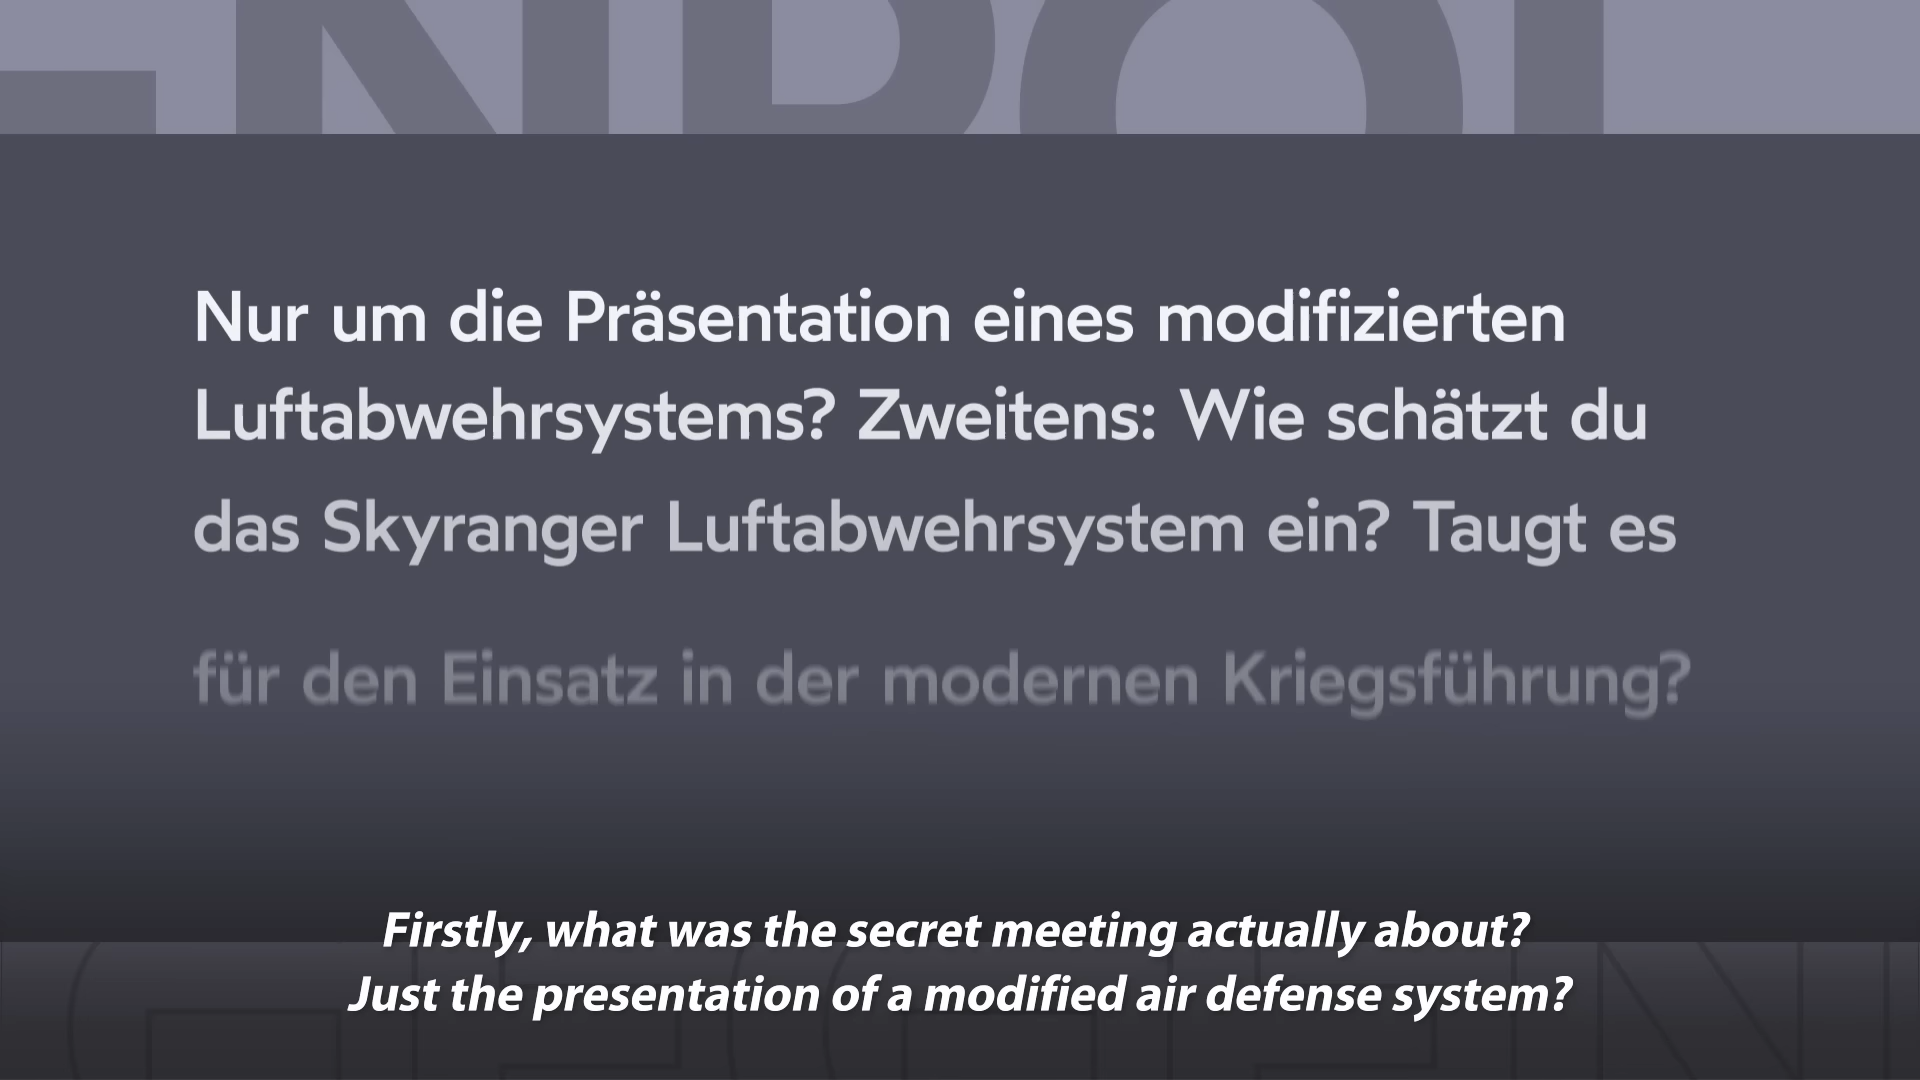 Nur um die Präsentation eines modifizierten
Luftabwehrsystems? Zweitens: Wie schätzt du
das Skyranger Luftabwehrsystem ein? Taugt es
für den Einsatz in der modernen Kriegsführung?
Firstly, what was the secret meeting actually about?
Just the presentation of a modified air defense system?